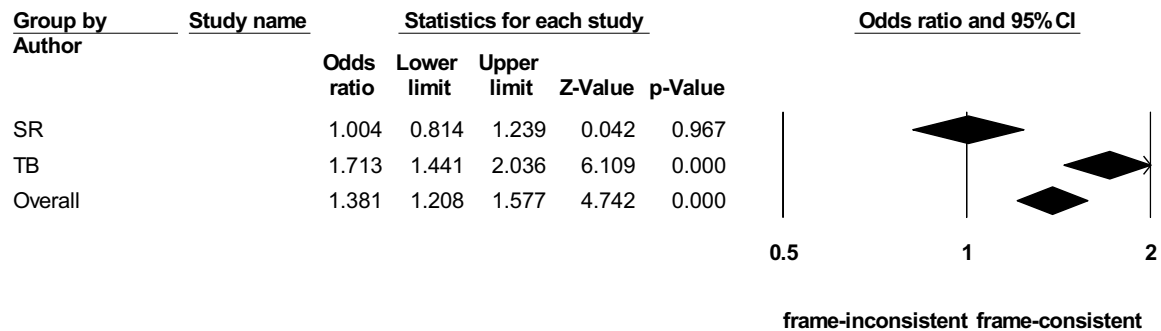 Group by Study name Statistics for each study Odds ratio and 95% CI
Author
Odds Lower Upper
ratio limit limit Z-Value p-Value
SR 1.004 0.814 1.239 0.042 0.967
TB 1.713 1.441 2.036 6.109 0.000
Overall 1.381 1.208 1.577 4.742 0.000
0.5 1 2
frame-inconsistent frame-consistent